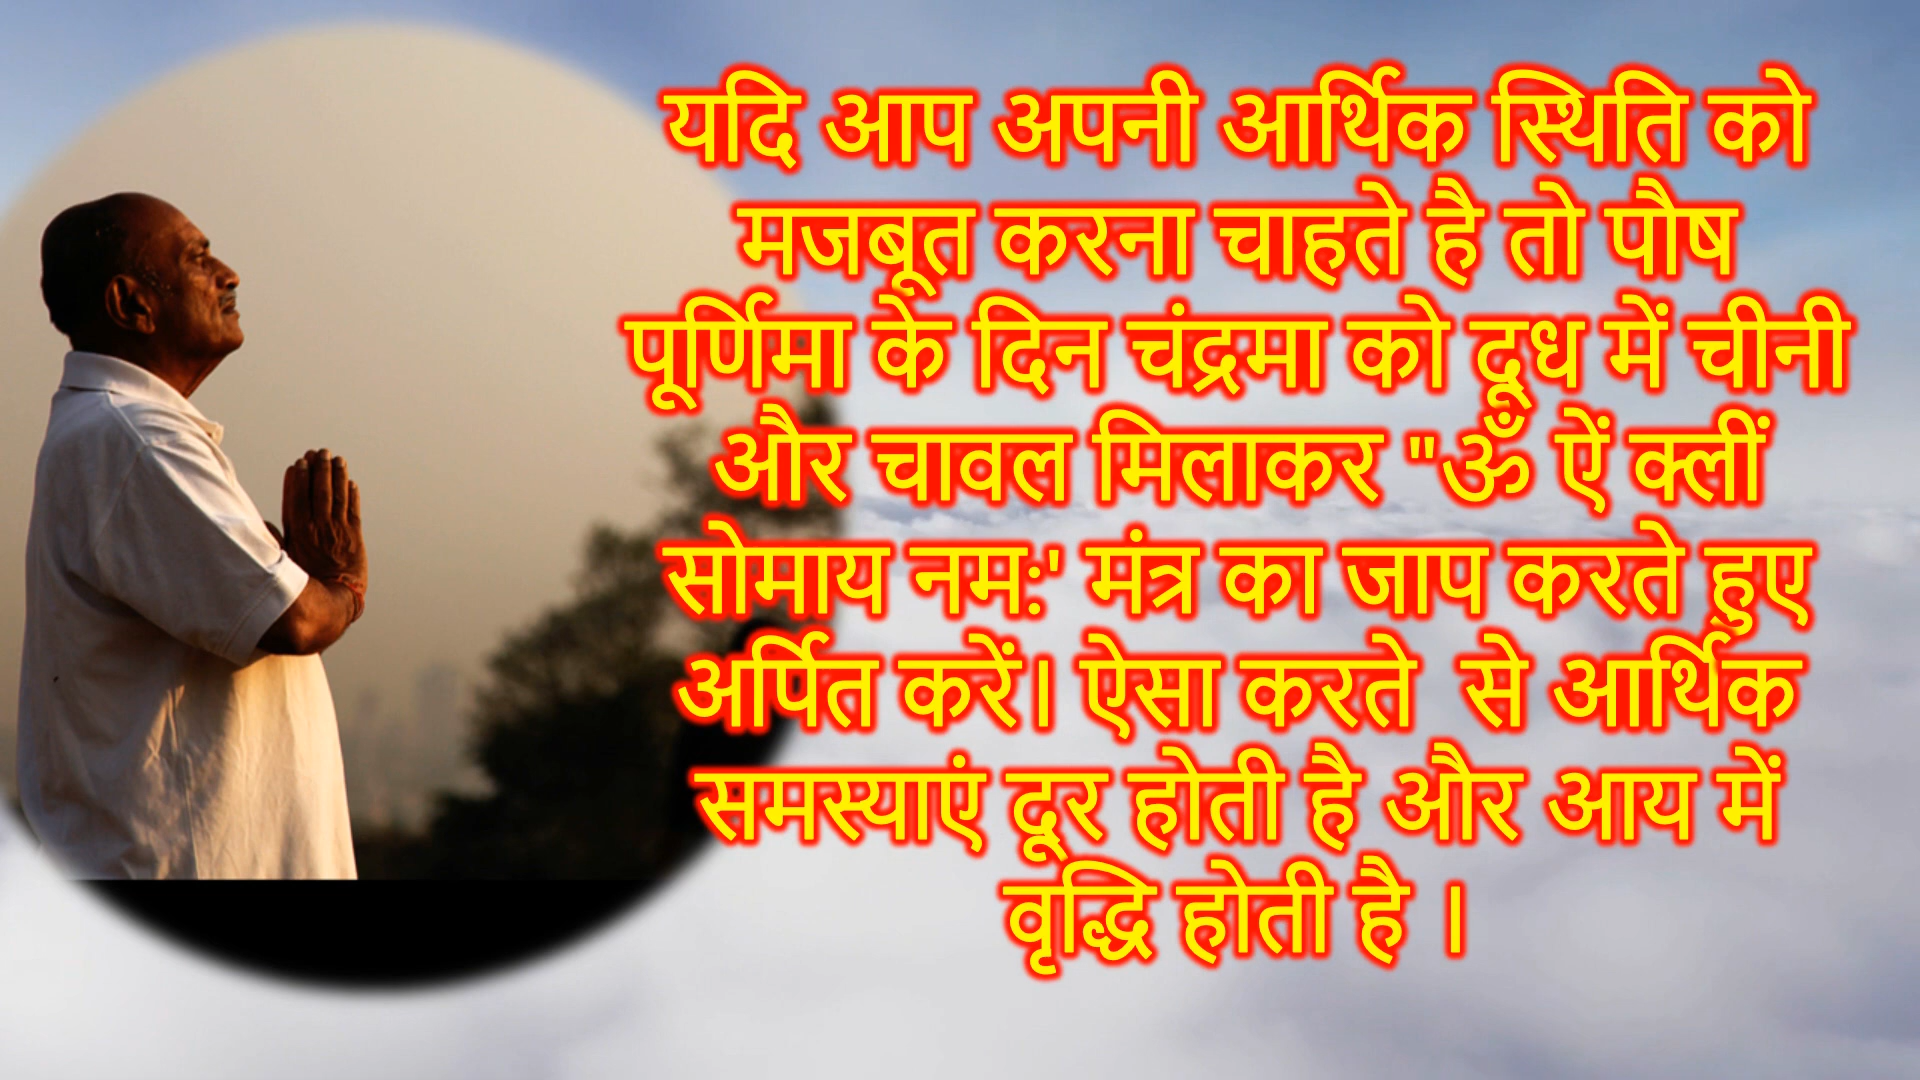 यदि आप अपनी आर्थिक स्थिति को
मजबूत करना चाहते है तो पौष
पूर्णिमा के दिन चंद्रमा को दूध में चीनी
और चावल मिलाकर "ॐ ऐं क्लीं
सोमाय नम:' मंत्र का जाप करते हुए
अर्पित करें। ऐसा करते  से आर्थिक
समस्याएं दूर होती है और आय में
वृद्धि होती है ।